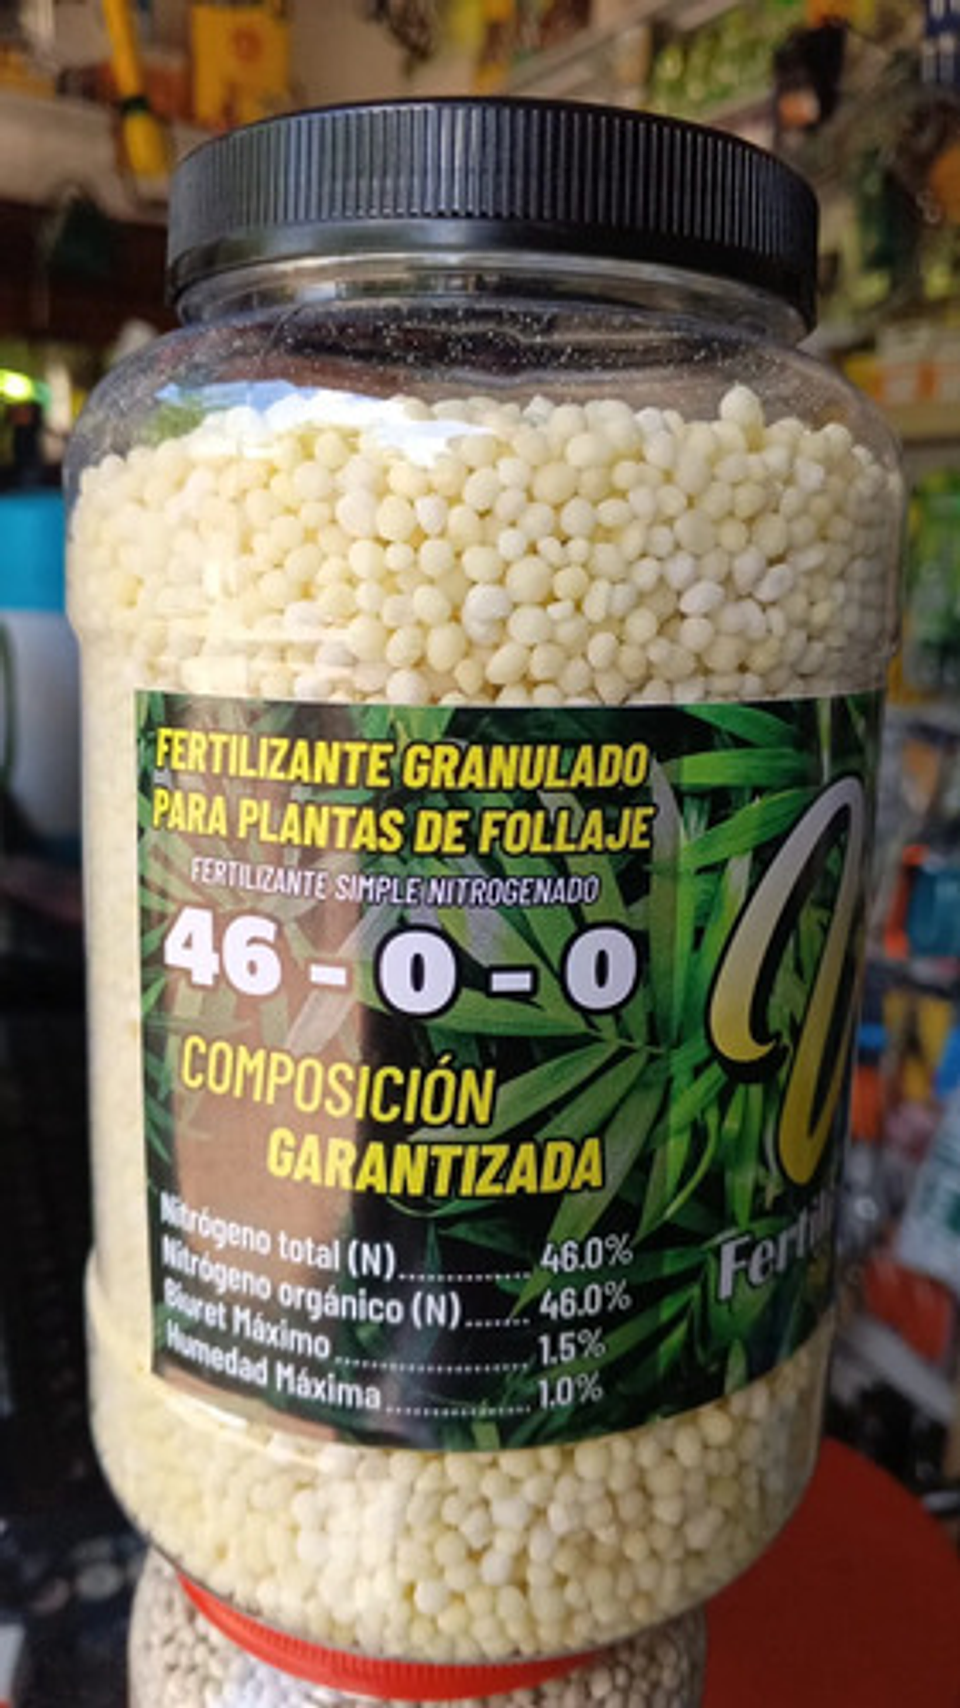 FERTILIZANTE GRANULADO
PARA PLANTAS DE FOLLAJE
FERTILIZANTE SIMPLE NITROGENADO
46 - 0 - 0
COMPOSICIÓN
GARANTIZADA
Nitrógeno total (N).............. 46.0%
Nitrógeno orgánico (N)....... 46.0%
Biuret Máximo...................... 1.5%
Humedad Máxima................ 1.0%